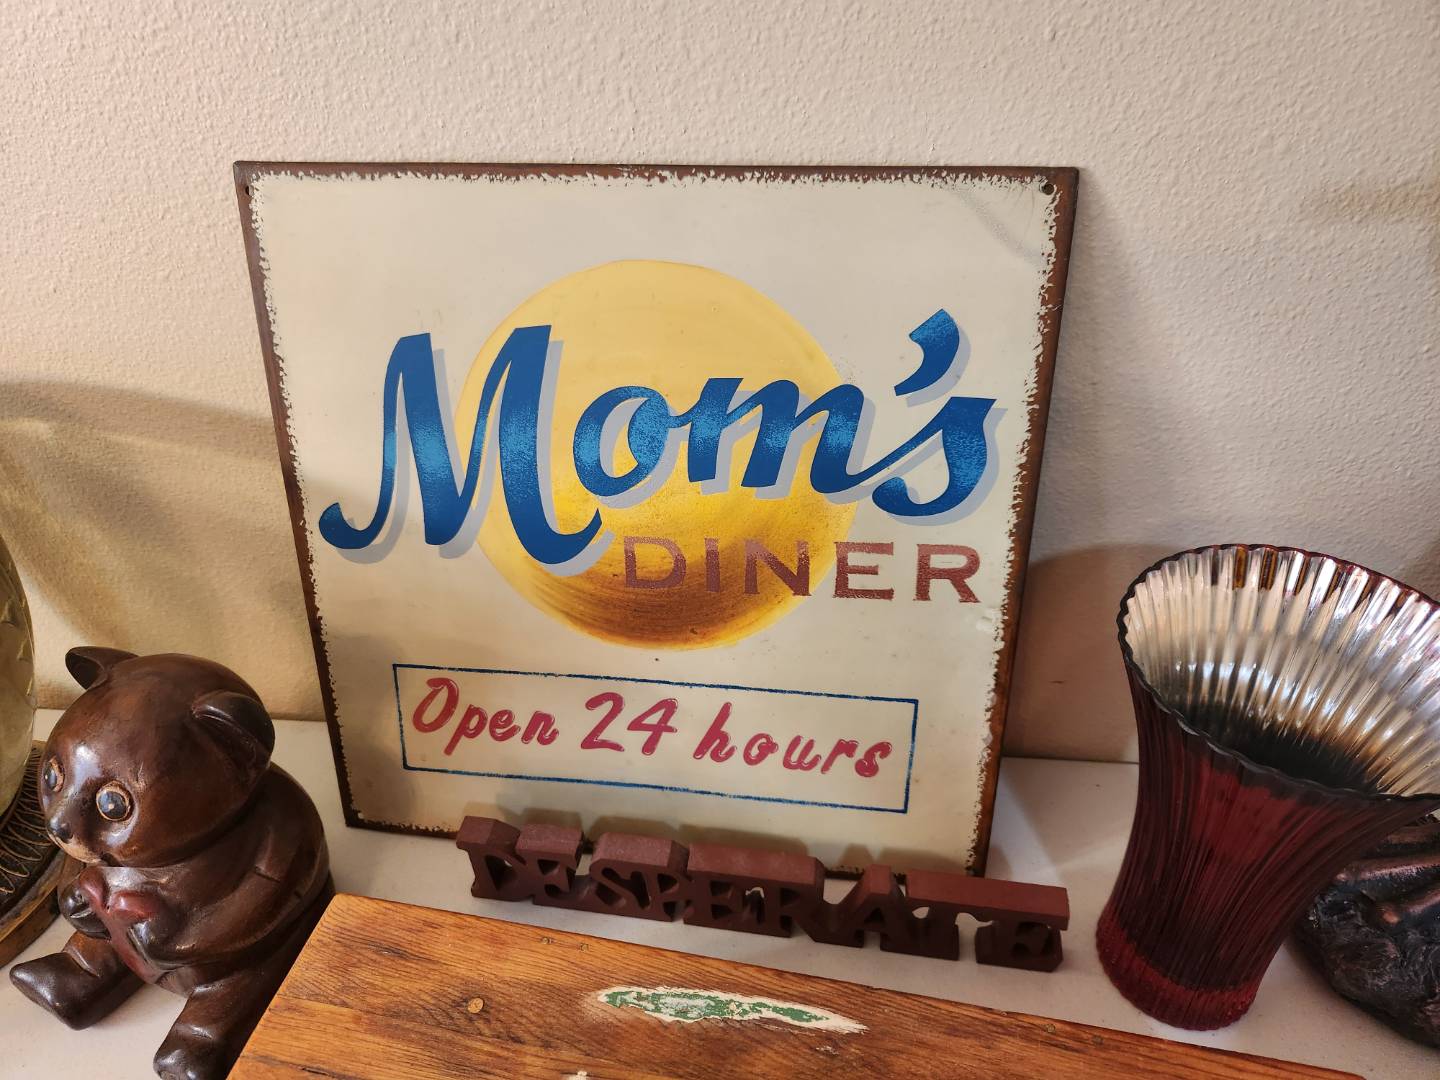 Mom's
DINER
Open 24 hours
DESPERATE